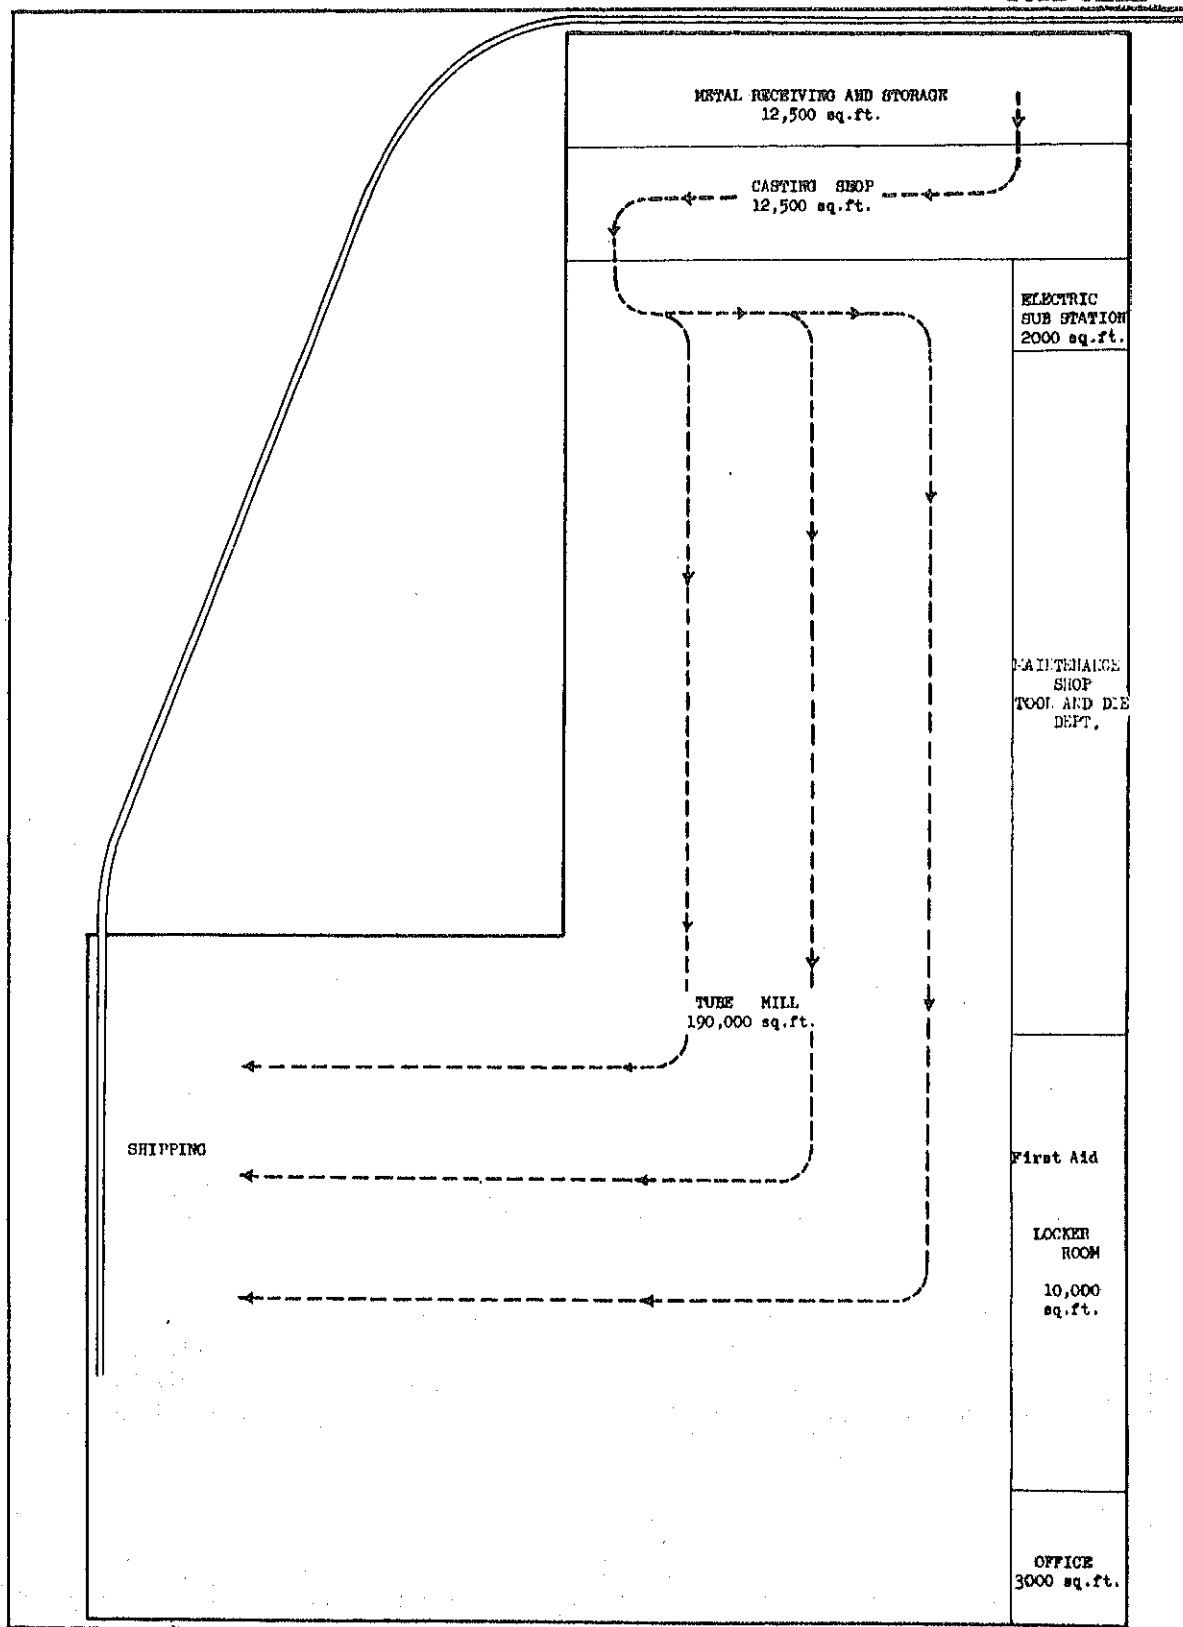 METAL RECEIVING AND STORAGE
12,500 sq.ft.
CASTING SHOP
12,500 sq.ft.
ELECTRIC
SUB STATION
2000 sq.ft.
MAINTENANCE
SHOP
TOOL AND DIE
DEPT.
TUBE MILL
190,000 sq.ft.
SHIPPING
First Aid
LOCKER
ROOM
10,000
sq.ft.
OFFICE
3000 sq.ft.